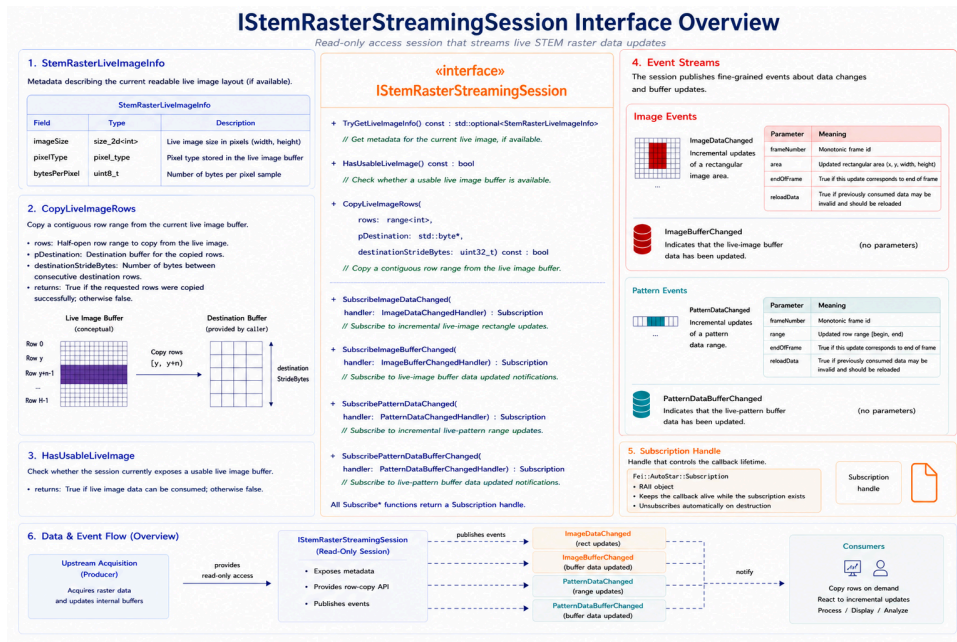 IStemRasterStreamingSession Interface Overview
Read-only access session that streams live STEM raster data updates
1. StemRasterLiveImageInfo
Metadata describing the current readable live image layout (if available).
StemRasterLiveImageInfo
Field Type Description
imageSize size_2d<int> Live image size in pixels (width, height)
pixelType pixel_type Pixel type stored in the live image buffer
bytesPerPixel uint8_t Number of bytes per pixel sample
2. CopyLiveImageRows
Copy a contiguous row range from the current live image buffer.
• rows: Half-open row range to copy from the live image.
• pDestination: Destination buffer for the copied rows.
• destinationStrideBytes: Number of bytes between
consecutive destination rows.
• returns: True if the requested rows were copied
successfully; otherwise false.
Live Image Buffer
(conceptual)
Destination Buffer
(provided by caller)
Row 0
Row y
Row y+n-1
...
Row H-1
Copy rows
[y, y+n)
destination
StrideBytes
3. HasUsableLiveImage
Check whether the session currently exposes a usable live image buffer.
• returns: True if live image data can be consumed; otherwise false.
«interface»
IStemRasterStreamingSession
+ TryGetLiveImageInfo() const : std::optional<StemRasterLiveImageInfo>
// Get metadata for the current live image, if available.
+ HasUsableLiveImage() const : bool
// Check whether a usable live image buffer is available.
+ CopyLiveImageRows(
rows: range<int>,
pDestination: std::byte*,
destinationStrideBytes: uint32_t) const : bool
// Copy a contiguous row range from the live image buffer.
+ SubscribeImageDataChanged(
handler: ImageDataChangedHandler) : Subscription
// Subscribe to incremental live-image rectangle updates.
+ SubscribeImageBufferChanged(
handler: ImageBufferChangedHandler) : Subscription
// Subscribe to live-image buffer data updated notifications.
+ SubscribePatternDataChanged(
handler: PatternDataChangedHandler) : Subscription
// Subscribe to incremental live-pattern range updates.
+ SubscribePatternDataBufferChanged(
handler: PatternDataBufferChangedHandler) : Subscription
// Subscribe to live-pattern buffer data updated notifications.
All Subscribe* functions return a Subscription handle.
4. Event Streams
The session publishes fine-grained events about data changes
and buffer updates.
Image Events
...
ImageDataChanged
Incremental updates
of a rectangular
image area.
Parameter Meaning
frameNumber Monotonic frame id
area Updated rectangular area (x, y, width, height)
endOfFrame True if this update corresponds to end of frame
reloadData True if previously consumed data may be
invalid and should be reloaded
ImageBufferChanged
Indicates that the live-image buffer
data has been updated.
(no parameters)
Pattern Events
...
PatternDataChanged
Incremental updates
of a pattern
data range.
Parameter Meaning
frameNumber Monotonic frame id
range Updated row range (begin, end)
endOfFrame True if this update corresponds to end of frame
reloadData True if previously consumed data may be
invalid and should be reloaded
PatternDataBufferChanged
Indicates that the live-pattern buffer
data has been updated.
(no parameters)
5. Subscription Handle
Handle that controls the callback lifetime.
Fei::AutoStar::Subscription
• RAII object
• Keeps the callback alive while the subscription exists
• Unsubscribes automatically on destruction
Subscription
handle
6. Data & Event Flow (Overview)
Upstream Acquisition
(Producer)
Acquires raster data
and updates internal buffers
provides
read-only access
IStemRasterStreamingSession
(Read-Only Session)
• Exposes metadata
• Provides row-copy API
• Publishes events
publishes events
ImageDataChanged
(rect updates)
ImageBufferChanged
(buffer data updated)
PatternDataChanged
(range updates)
PatternDataBufferChanged
(buffer data updated)
notify
Consumers
Copy rows on demand
React to incremental updates
Process / Display / Analyze